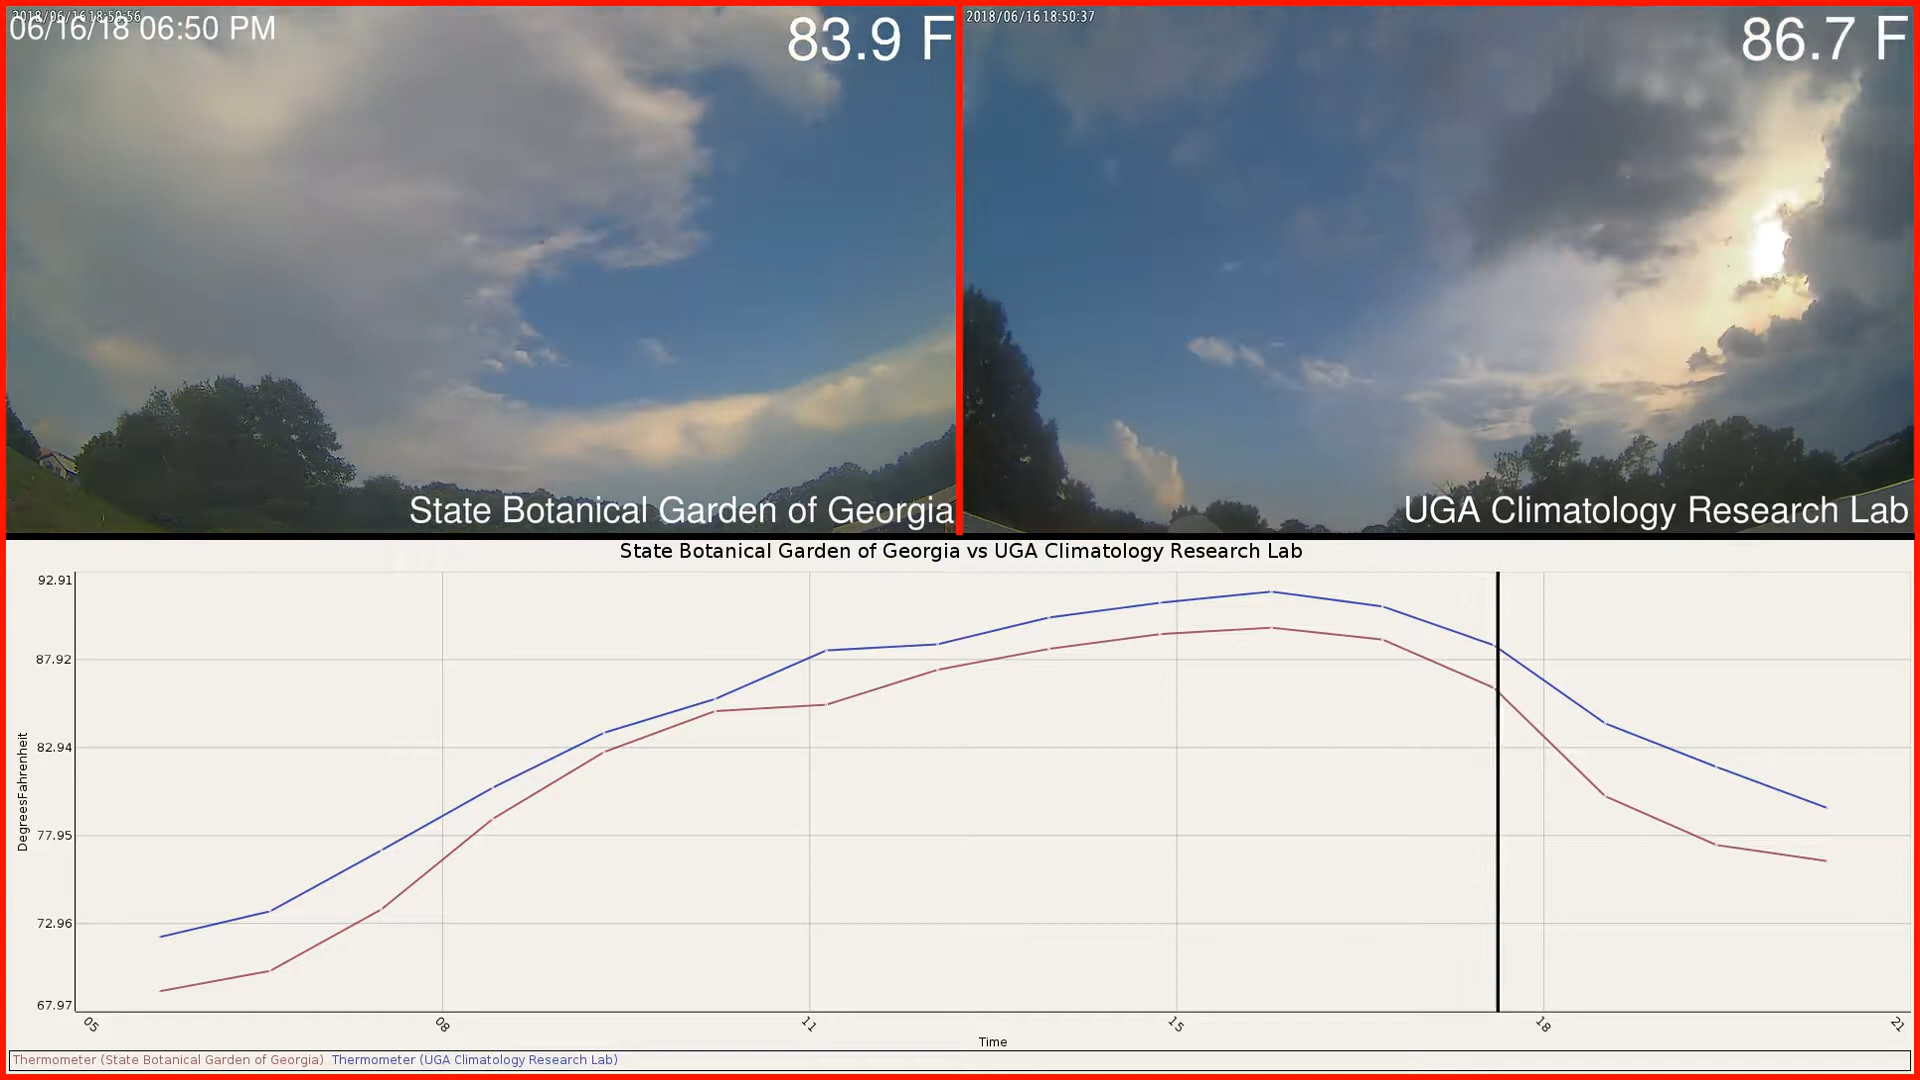 2018/06/16 18:50:56
06/16/18 06:50 PM
83.9 F
State Botanical Garden of Georgia
2018/06/16 18:50:37
86.7 F
UGA Climatology Research Lab
State Botanical Garden of Georgia vs UGA Climatology Research Lab
92.91
87.92
82.94
77.95
72.96
67.97
DegreesFahrenheit
05 08 11 15 18 21
Time
Thermometer (State Botanical Garden of Georgia) Thermometer (UGA Climatology Research Lab)